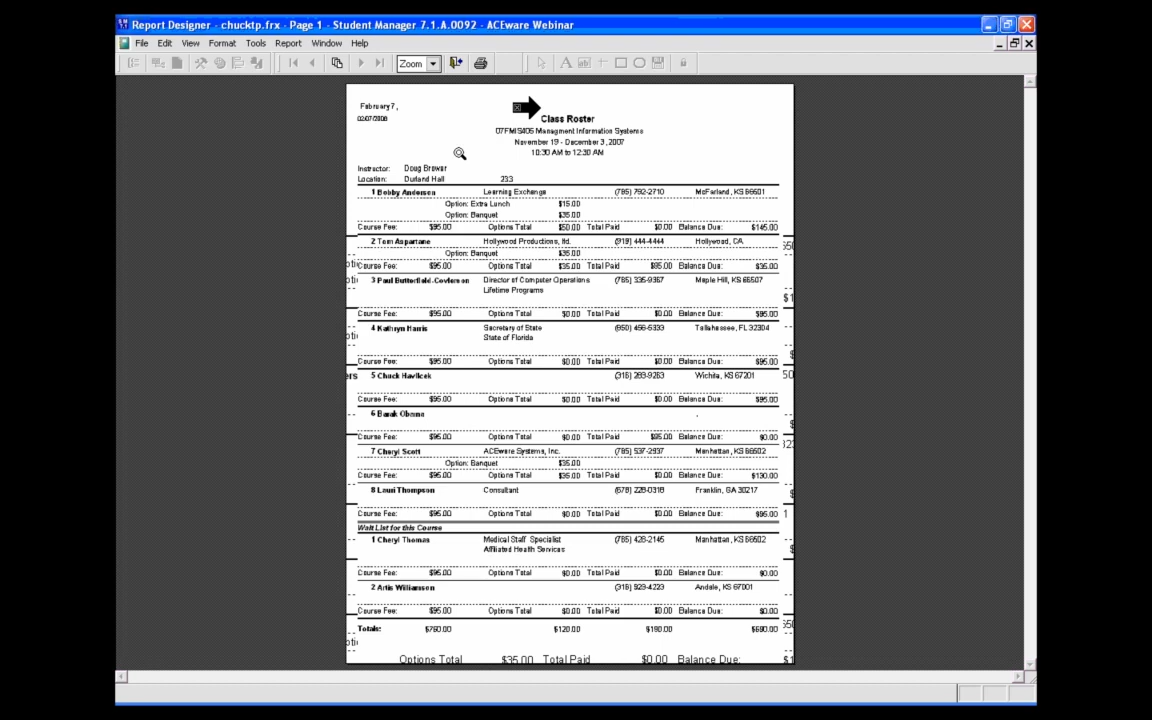 Report Designer - chucktp.frx - Page 1 - Student Manager 7.1.A.0092 - ACEware Webinar
File Edit View Format Tools Report Window Help
Zoom
February 7,
02/07/2008
Class Roster
07FMIS405 Managment Information Systems
November 19 - December 3, 2007
10:30 AM to 12:30 AM
Instructor: Doug Brewer
Location: Durland Hall 233
1 Bobby Anderson Learning Exchange (785) 792-2710 McFarland, KS 66501
Option: Extra Lunch $15.00
Option: Banquet $35.00
Course Fee: $95.00 Options Total $50.00 Total Paid $0.00 Balance Due: $145.00
2 Tom Aspartane Hollywood Productions, ltd. (919) 444-4444 Hollywood, CA
Option: Banquet $35.00
Course Fee: $95.00 Options Total $35.00 Total Paid $95.00 Balance Due: $35.00
3 Paul Butterfield- Director of Computer Operations (785) 336-9367 Maple Hill, KS 66507
Lifetime Programs
Course Fee: $95.00 Options Total $0.00 Total Paid $0.00 Balance Due: $95.00
4 Kathryn Harris Secretary of State (850) 456-5333 Tallahassee, FL 32304
State of Florida
Course Fee: $95.00 Options Total $0.00 Total Paid $0.00 Balance Due: $95.00
5 Chuck Havlicek (316) 283-9263 Wichita, KS 67201
Course Fee: $95.00 Options Total $0.00 Total Paid $0.00 Balance Due: $95.00
6 Barak Obama
Course Fee: $95.00 Options Total $0.00 Total Paid $95.00 Balance Due: $0.00
7 Cheryl Scott ACEware Systems, Inc. (785) 537-2937 Manhattan, KS 66502
Option: Banquet $35.00
Course Fee: $95.00 Options Total $35.00 Total Paid $0.00 Balance Due: $130.00
8 Lauri Thompson Consultant (678) 228-0318 Franklin, GA 30217
Course Fee: $95.00 Options Total $0.00 Total Paid $0.00 Balance Due: $95.00
Wait List for this Course
1 Cheryl Thomas Medical Staff Specialist (785) 426-2145 Manhattan, KS 66502
Affiliated Health Services
Course Fee: $95.00 Options Total $0.00 Total Paid $0.00 Balance Due: $0.00
2 Artis Williamson (316) 923-4223 Andale, KS 67001
Course Fee: $95.00 Options Total $0.00 Total Paid $0.00 Balance Due: $0.00
Totals: $760.00 $120.00 $190.00 $690.00
Options Total $35.00 Total Paid $0.00 Balance Due: